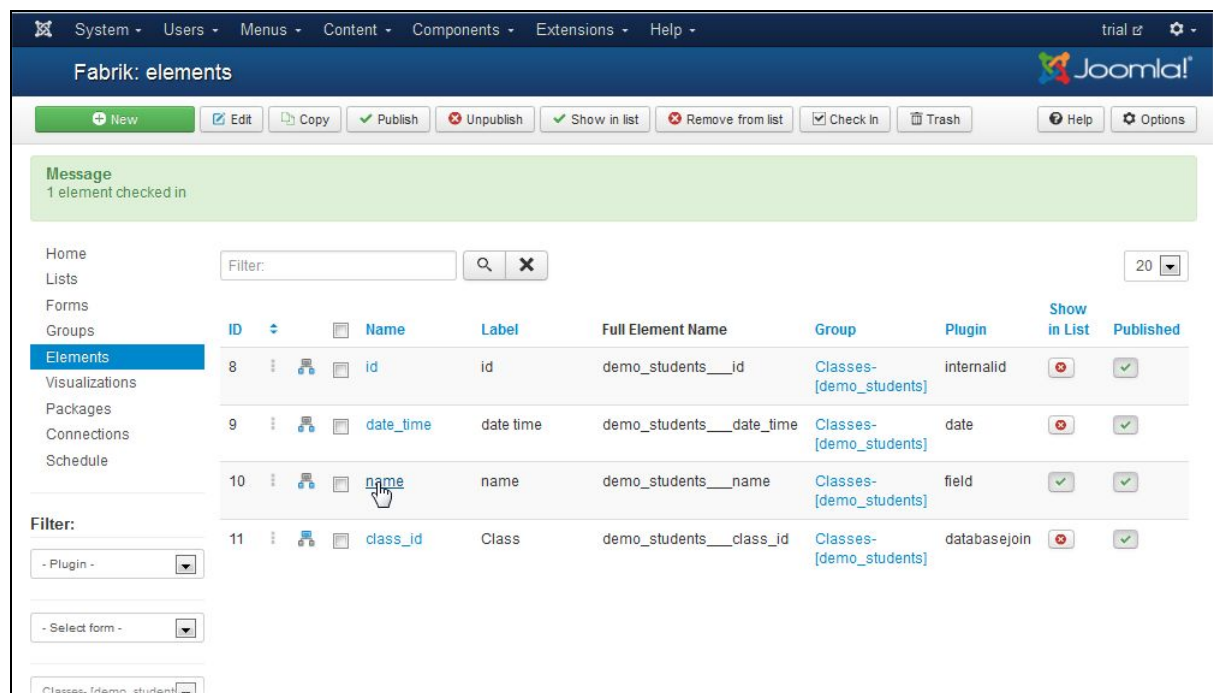 System Users Menus Content Components Extensions Help trial
Fabrik: elements Joomla!
New Edit Copy Publish Unpublish Show in list Remove from list Check In Trash Help Options
Message
1 element checked in
Home
Lists
Forms
Groups
Elements
Visualizations
Packages
Connections
Schedule
Filter:
- Plugin -
- Select form -
Classes- [demo_student
Filter: 20
ID Name Label Full Element Name Group Plugin Show in List Published
8 id id demo_students___id Classes- internalid
[demo_students]
9 date_time date time demo_students___date_time Classes- date
[demo_students]
10 name name demo_students___name Classes- field
[demo_students]
11 class_id Class demo_students___class_id Classes- databasejoin
[demo_students]